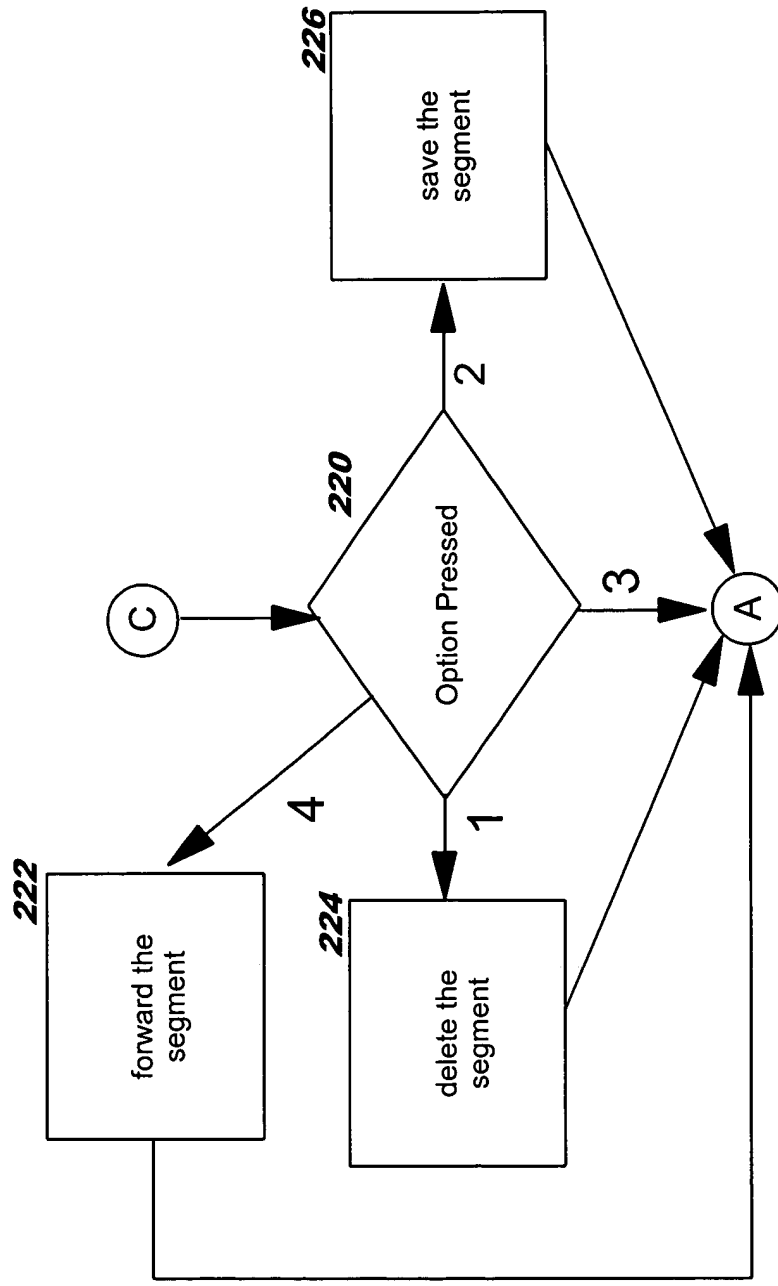 C
220
Option Pressed
4
222
forward the
segment
1
224
delete the
segment
2
226
save the
segment
3
A